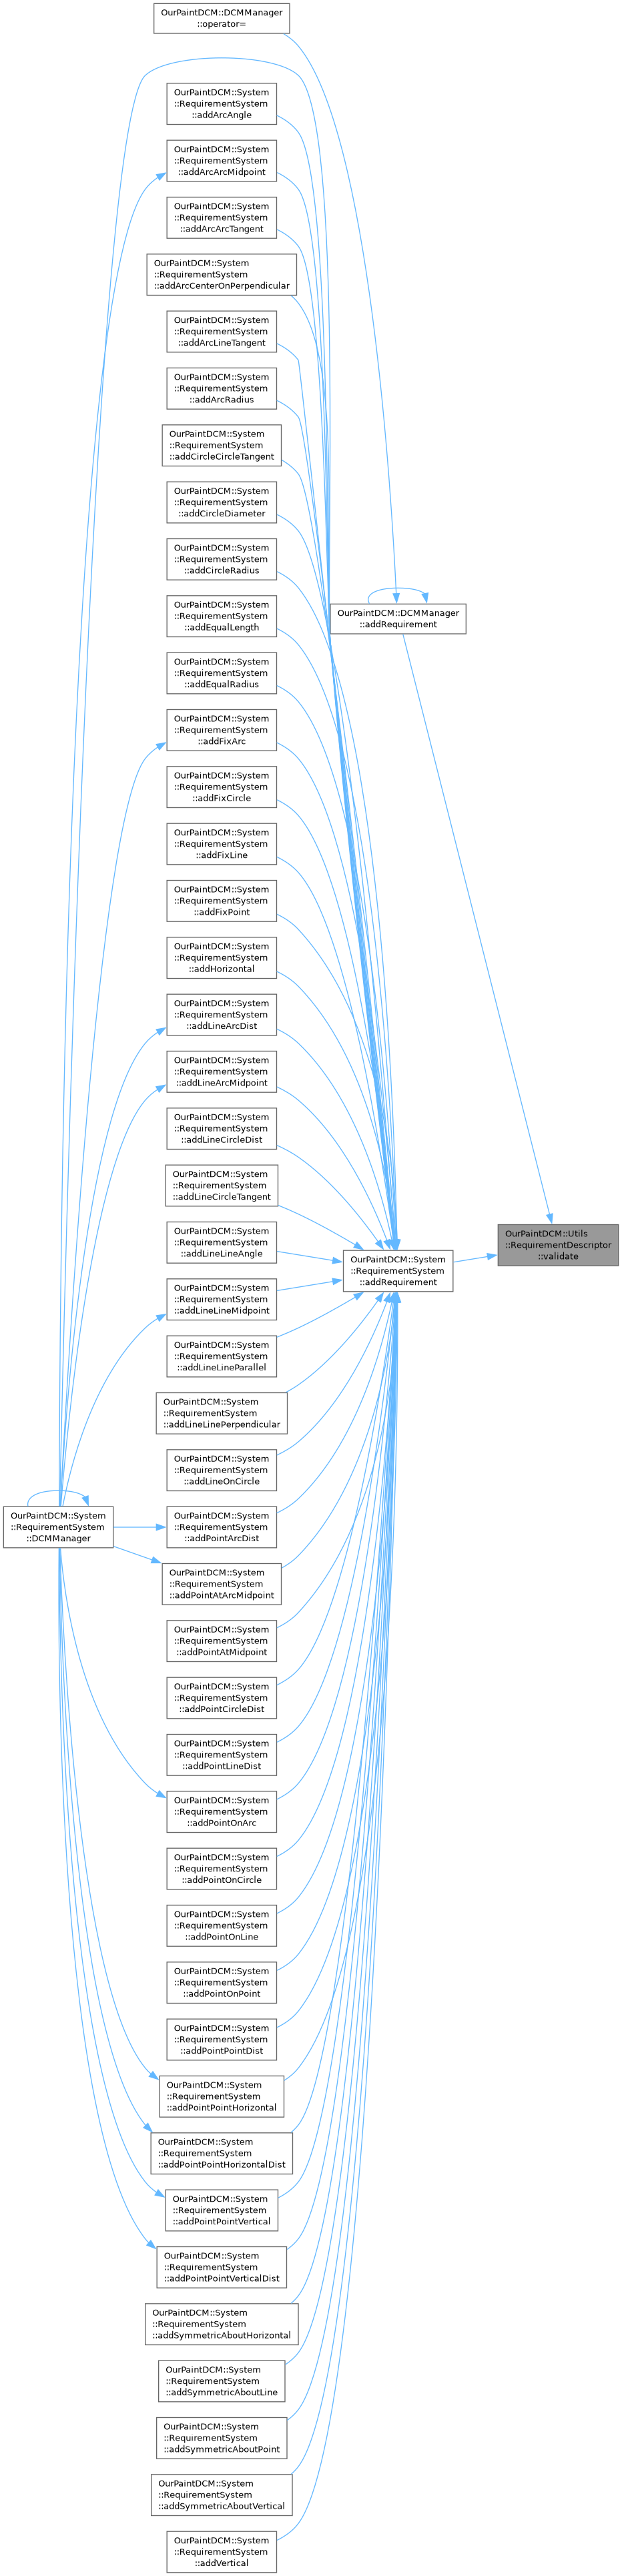 OurPaintDCM::DCMManager
::operator=
OurPaintDCM::System
::RequirementSystem
::addArcAngle
OurPaintDCM::System
::RequirementSystem
::addArcArcMidpoint
OurPaintDCM::System
::RequirementSystem
::addArcArcTangent
OurPaintDCM::System
::RequirementSystem
::addArcCenterOnPerpendicular
OurPaintDCM::System
::RequirementSystem
::addArcLineTangent
OurPaintDCM::System
::RequirementSystem
::addArcRadius
OurPaintDCM::System
::RequirementSystem
::addCircleCircleTangent
OurPaintDCM::System
::RequirementSystem
::addCircleDiameter
OurPaintDCM::System
::RequirementSystem
::addCircleRadius
OurPaintDCM::System
::RequirementSystem
::addEqualLength
OurPaintDCM::DCMManager
::addRequirement
OurPaintDCM::System
::RequirementSystem
::addEqualRadius
OurPaintDCM::System
::RequirementSystem
::addFixArc
OurPaintDCM::System
::RequirementSystem
::addFixCircle
OurPaintDCM::System
::RequirementSystem
::addFixLine
OurPaintDCM::System
::RequirementSystem
::addFixPoint
OurPaintDCM::System
::RequirementSystem
::addHorizontal
OurPaintDCM::System
::RequirementSystem
::addLineArcDist
OurPaintDCM::System
::RequirementSystem
::addLineArcMidpoint
OurPaintDCM::System
::RequirementSystem
::addLineCircleDist
OurPaintDCM::System
::RequirementSystem
::addLineCircleTangent
OurPaintDCM::System
::RequirementSystem
::addLineLineAngle
OurPaintDCM::Utils
::RequirementDescriptor
::validate
OurPaintDCM::System
::RequirementSystem
::addRequirement
OurPaintDCM::System
::RequirementSystem
::addLineLineMidpoint
OurPaintDCM::System
::RequirementSystem
::addLineLineParallel
OurPaintDCM::System
::RequirementSystem
::addLineLinePerpendicular
OurPaintDCM::System
::RequirementSystem
::addLineOnCircle
OurPaintDCM::System
::RequirementSystem
::DCMManager
OurPaintDCM::System
::RequirementSystem
::addPointArcDist
OurPaintDCM::System
::RequirementSystem
::addPointAtArcMidpoint
OurPaintDCM::System
::RequirementSystem
::addPointAtMidpoint
OurPaintDCM::System
::RequirementSystem
::addPointCircleDist
OurPaintDCM::System
::RequirementSystem
::addPointLineDist
OurPaintDCM::System
::RequirementSystem
::addPointOnArc
OurPaintDCM::System
::RequirementSystem
::addPointOnCircle
OurPaintDCM::System
::RequirementSystem
::addPointOnLine
OurPaintDCM::System
::RequirementSystem
::addPointOnPoint
OurPaintDCM::System
::RequirementSystem
::addPointPointDist
OurPaintDCM::System
::RequirementSystem
::addPointPointHorizontal
OurPaintDCM::System
::RequirementSystem
::addPointPointHorizontalDist
OurPaintDCM::System
::RequirementSystem
::addPointPointVertical
OurPaintDCM::System
::RequirementSystem
::addPointPointVerticalDist
OurPaintDCM::System
::RequirementSystem
::addSymmetricAboutHorizontal
OurPaintDCM::System
::RequirementSystem
::addSymmetricAboutLine
OurPaintDCM::System
::RequirementSystem
::addSymmetricAboutPoint
OurPaintDCM::System
::RequirementSystem
::addSymmetricAboutVertical
OurPaintDCM::System
::RequirementSystem
::addVertical